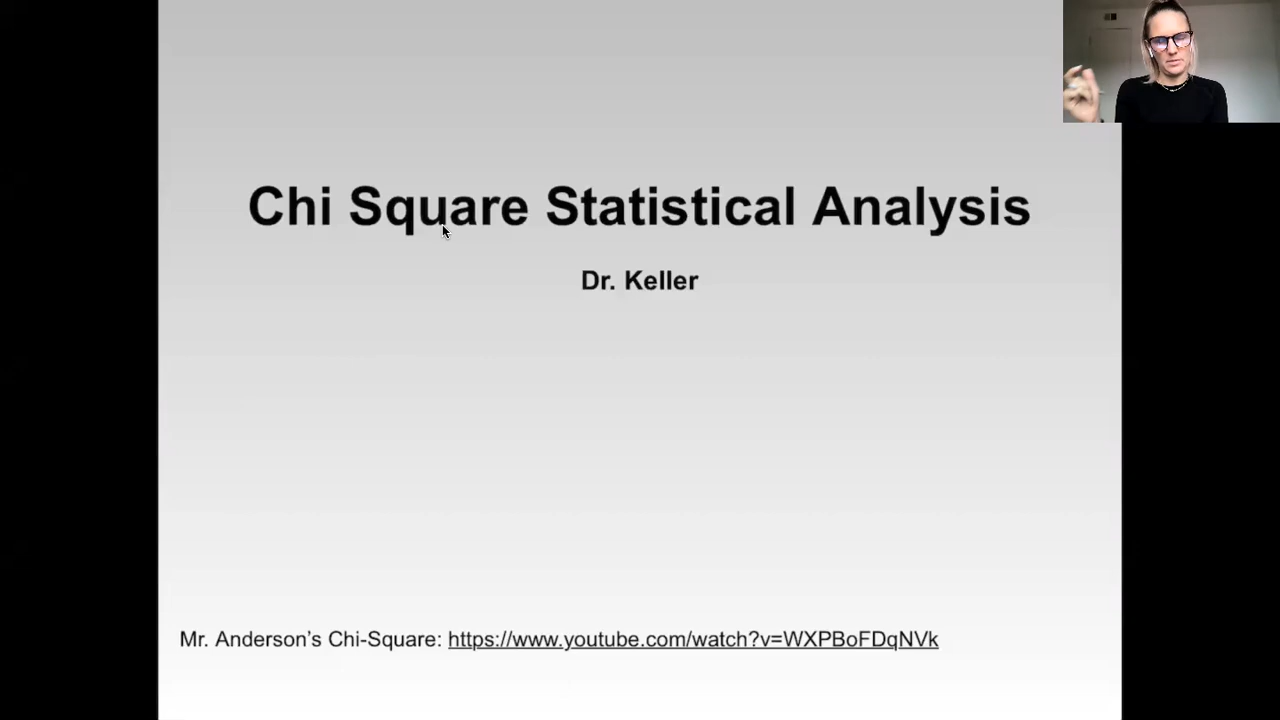 Chi Square Statistical Analysis
Dr. Keller
Mr. Anderson’s Chi-Square: https://www.youtube.com/watch?v=WXPBoFDqNVk